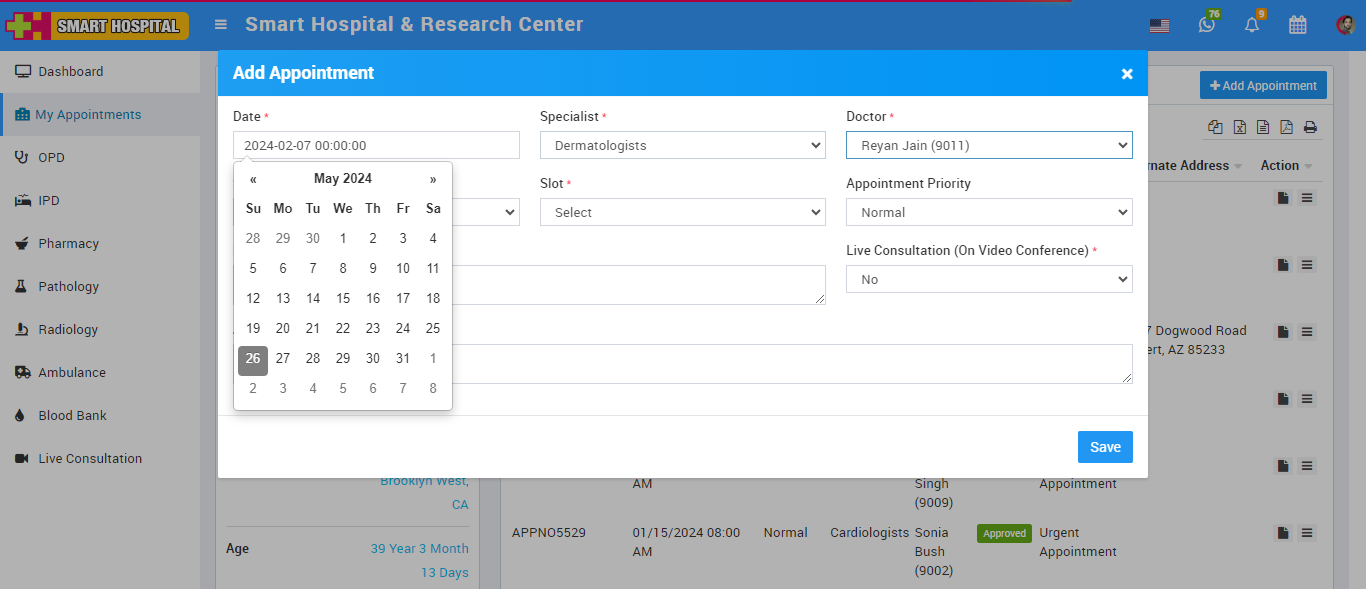 SMART HOSPITAL
Smart Hospital & Research Center
76
9
Dashboard
My Appointments
OPD
IPD
Pharmacy
Pathology
Radiology
Ambulance
Blood Bank
Live Consultation
Add Appointment
×
Date *
2024-02-07 00:00:00
Specialist *
Dermatologists
Doctor *
Reyan Jain (9011)
« May 2024 »
Su Mo Tu We Th Fr Sa
28 29 30 1 2 3 4
5 6 7 8 9 10 11
12 13 14 15 16 17 18
19 20 21 22 23 24 25
26 27 28 29 30 31 1
2 3 4 5 6 7 8
Slot *
Select
Appointment Priority
Normal
Live Consultation (On Video Conference) *
No
Save
+ Add Appointment
Address Action
7 Dogwood Road
AZ 85233
Brooklyn West,
CA
Age 39 Year 3 Month
13 Days
AM Singh Appointment
(9009)
APPNO5529 01/15/2024 08:00 Normal Cardiologists Sonia Approved Urgent
AM Bush Appointment
(9002)